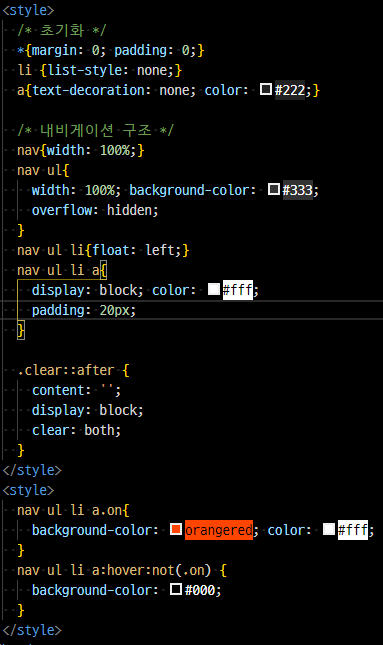 <style>
/* 초기화 */
*{margin: 0; padding: 0;}
li {list-style: none;}
a{text-decoration: none; color: #222;}
/* 내비게이션 구조 */
nav{width: 100%;}
nav ul{
width: 100%; background-color: #333;
overflow: hidden;
}
nav ul li{float: left;}
nav ul li a{
display: block; color: #fff;
padding: 20px;
}
.clear::after {
content: '';
display: block;
clear: both;
}
</style>
<style>
nav ul li a.on{
background-color: orangered; color: #fff;
}
nav ul li a:hover:not(.on) {
background-color: #000;
}
</style>